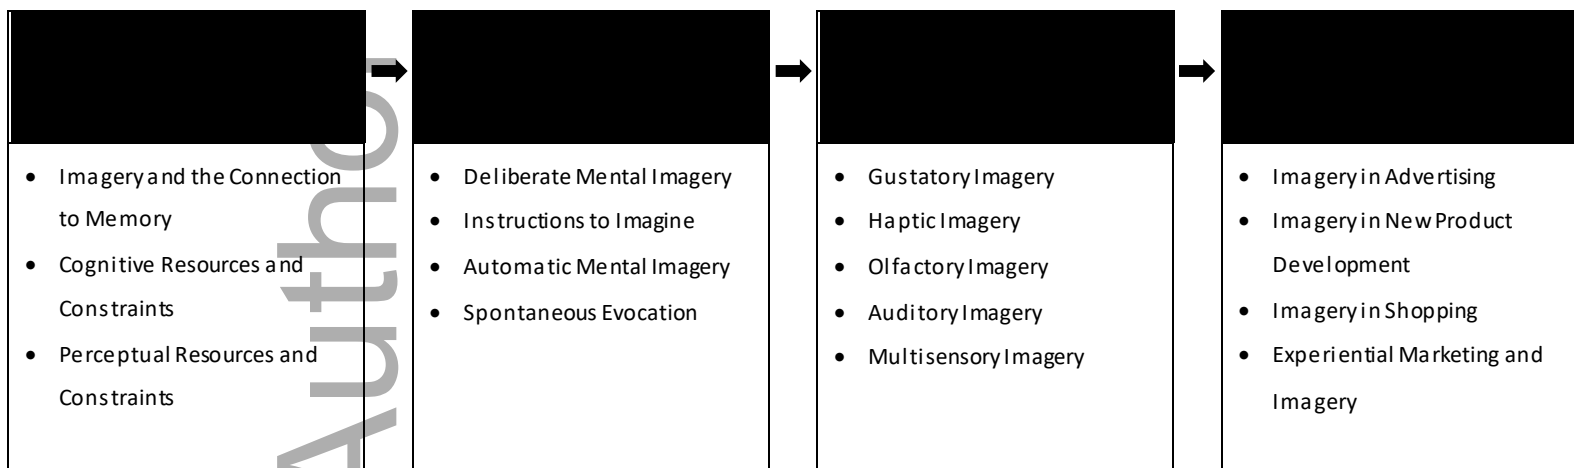 • Imagery and the Connection
to Memory
• Cognitive Resources and
Constraints
• Perceptual Resources and
Constraints
• Deliberate Mental Imagery
• Instructions to Imagine
• Automatic Mental Imagery
• Spontaneous Evocation
• Gustatory Imagery
• Haptic Imagery
• Olfactory Imagery
• Auditory Imagery
• Multisensory Imagery
• Imagery in Advertising
• Imagery in New Product
Development
• Imagery in Shopping
• Experiential Marketing and
Imagery
Autho